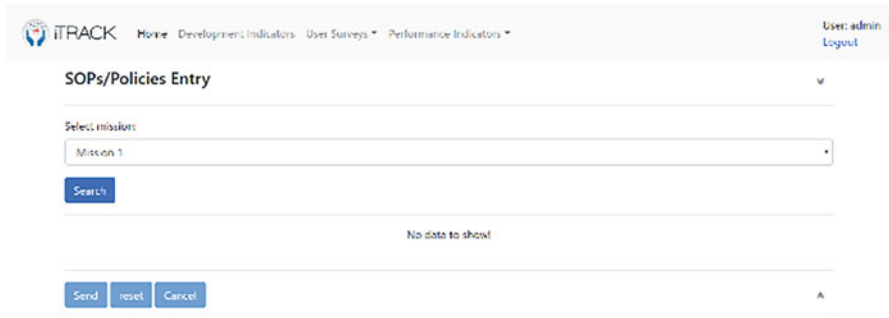 iTRACK Home Development Indicators User Surveys Performance Indicators User: admin
Logout
SOPs/Policies Entry
Select mission:
Mission 1
Search
No data to show!
Send reset Cancel